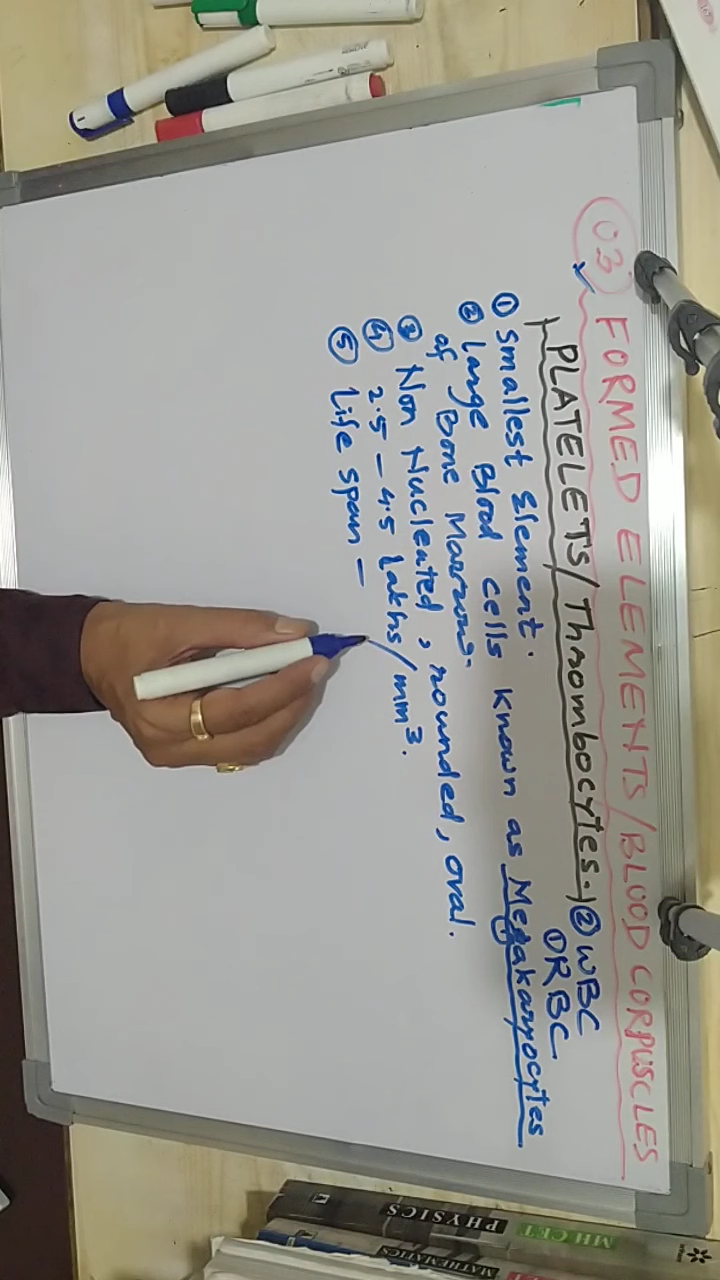 03 FORMED ELEMENTS/BLOOD CORPUSCLES
PLATELETS/Thrombocytes. ② WBC
① RBC
① Smallest Element.
② Large Blood cells known as Megakaryocytes
of Bone Marrow.
③ Non Nucleated, rounded, oval.
④ 2.5 – 4.5 lakhs/mm³.
⑤ Life span –
PHYSICS
MH CET
MATHEMATICS